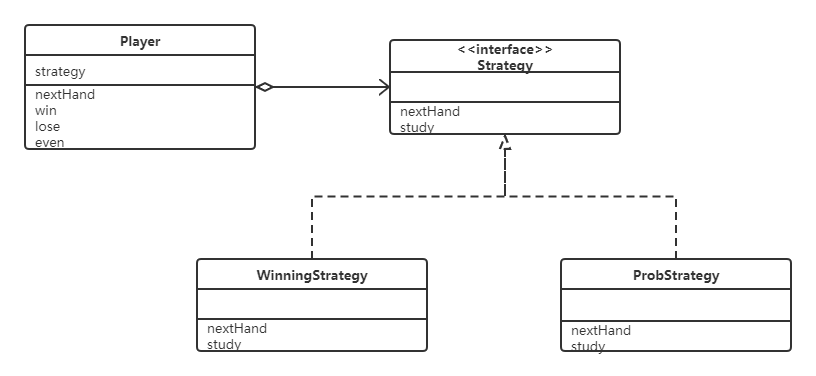 Player
strategy
nextHand
win
lose
even
<<interface>>
Strategy
nextHand
study
WinningStrategy
nextHand
study
ProbStrategy
nextHand
study